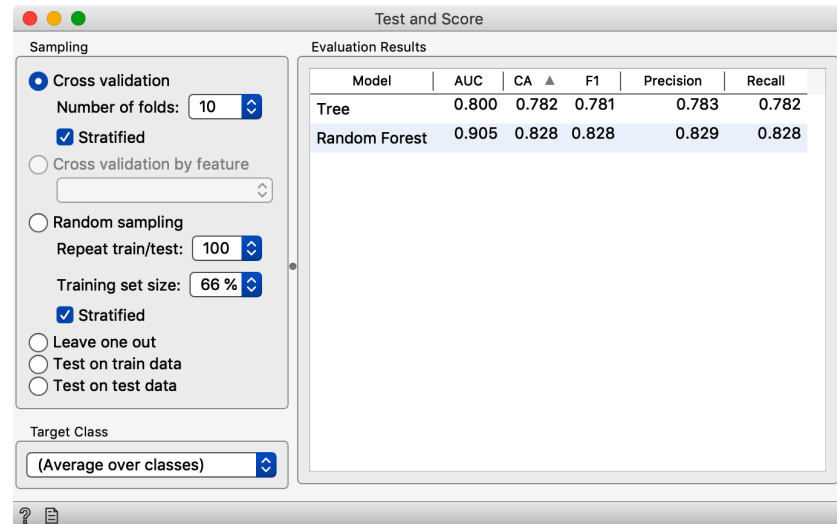 Test and Score
Sampling
Cross validation
Number of folds: 10
Stratified
Cross validation by feature
Random sampling
Repeat train/test: 100
Training set size: 66 %
Stratified
Leave one out
Test on train data
Test on test data
Target Class
(Average over classes)
Evaluation Results
Model AUC CA F1 Precision Recall
Tree 0.800 0.782 0.781 0.783 0.782
Random Forest 0.905 0.828 0.828 0.829 0.828
?